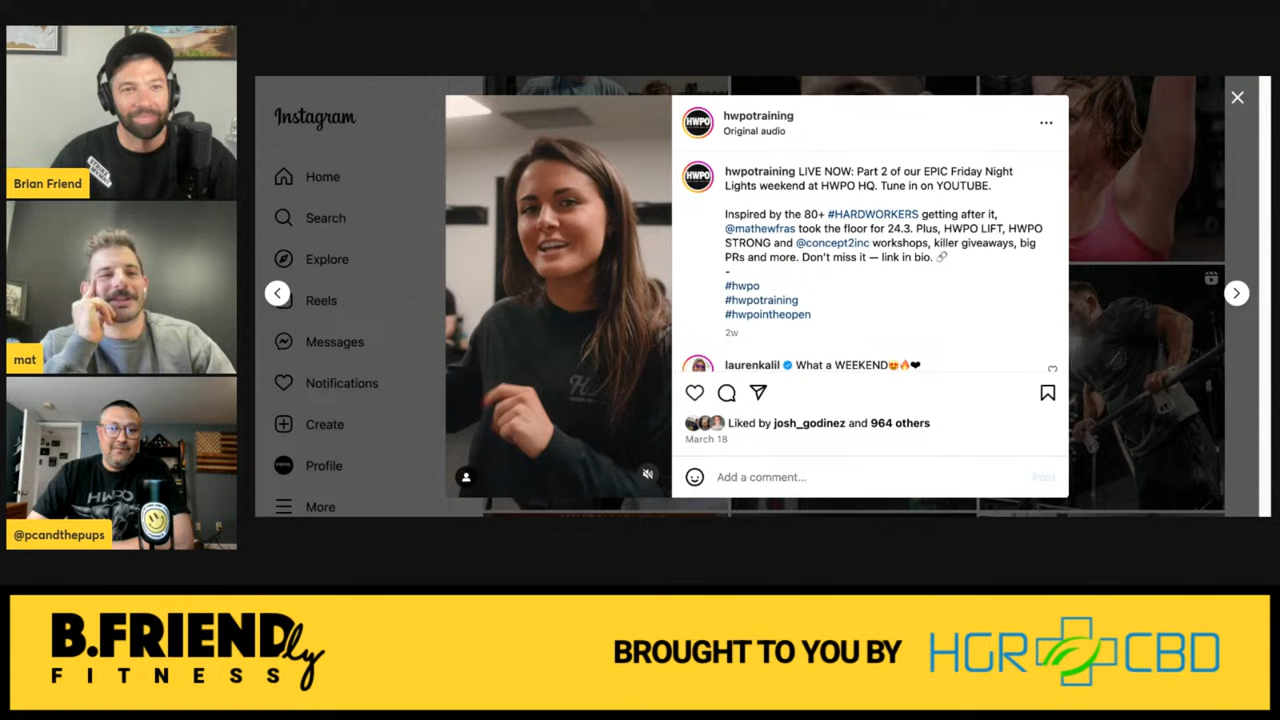 Brian Friend
mat
HWPO
@pcandthepups
Instagram
Home
Search
Explore
Reels
Messages
Notifications
Create
Profile
More
HWPO
hwpotraining
Original audio
HWPO
hwpotraining LIVE NOW: Part 2 of our EPIC Friday Night
Lights weekend at HWPO HQ. Tune in on YOUTUBE.
Inspired by the 80+ #HARDWORKERS getting after it,
@mathewfras took the floor for 24.3. Plus, HWPO LIFT, HWPO
STRONG and @concept2inc workshops, killer giveaways, big
PRs and more. Don't miss it — link in bio. 🔗
-
#hwpo
#hwpotraining
#hwpointheopen
2w
laurenkalil What a WEEKEND😍🔥❤
Liked by josh_godinez and 964 others
March 18
Add a comment...
Post
B.FRIENDly
FITNESS
BROUGHT TO YOU BY
HGR CBD